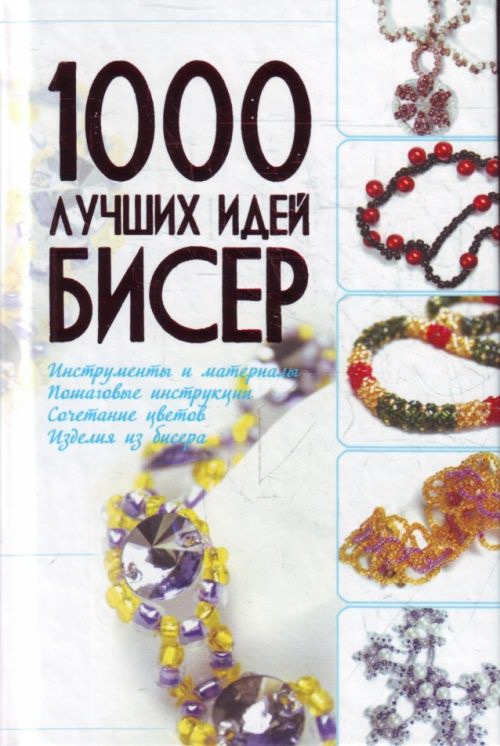 1000
ЛУЧШИХ ИДЕЙ
БИСЕР
Инструменты и материалы
Пошаговые инструкции
Сочетание цветов
Изделия из бисера